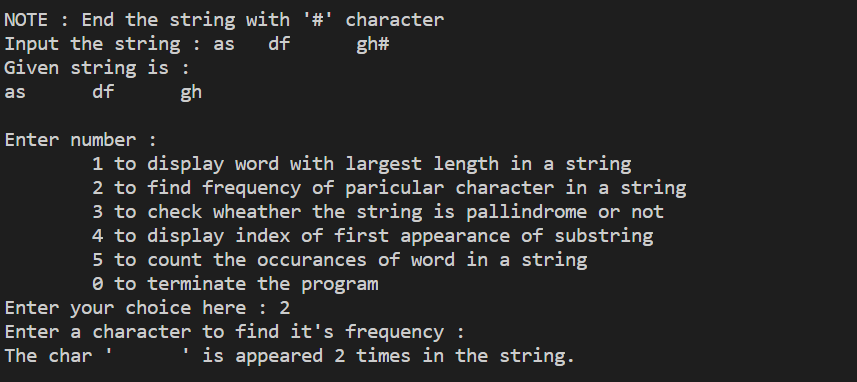 NOTE : End the string with '#' character
Input the string : as   df      gh#
Given string is :
as      df      gh
Enter number :
        1 to display word with largest length in a string
        2 to find frequency of paricular character in a string
        3 to check wheather the string is pallindrome or not
        4 to display index of first appearance of substring
        5 to count the occurances of word in a string
        0 to terminate the program
Enter your choice here : 2
Enter a character to find it's frequency :
The char '      ' is appeared 2 times in the string.